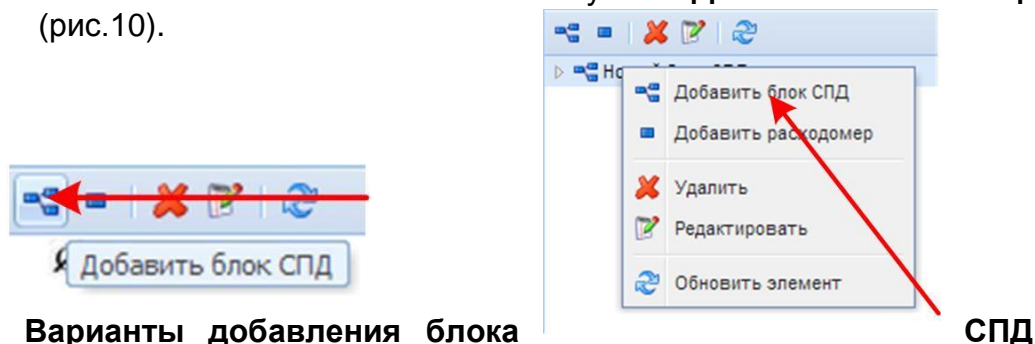 (рис.10).
Добавить блок СПД
Добавить расходомер
Удалить
Редактировать
Обновить элемент
Добавить блок СПД
Варианты добавления блока СПД